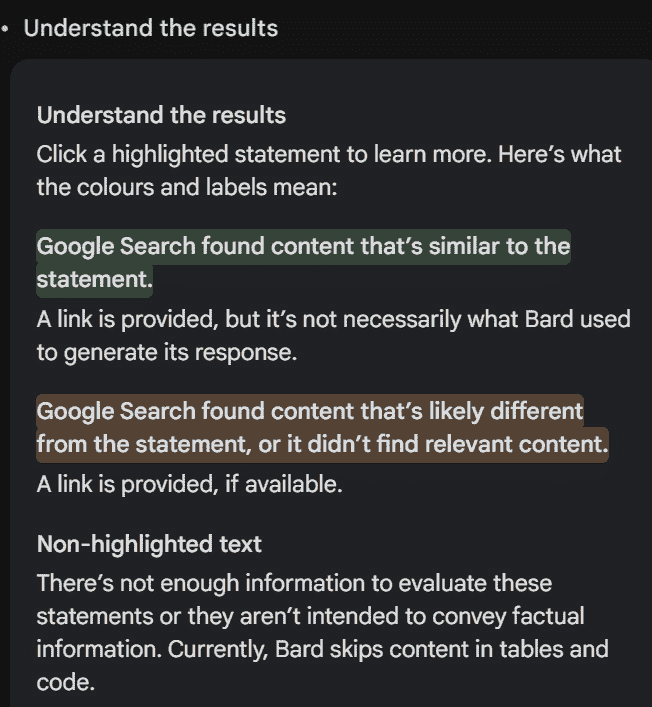 Understand the results
Understand the results
Click a highlighted statement to learn more. Here’s what
the colours and labels mean:
Google Search found content that’s similar to the
statement.
A link is provided, but it’s not necessarily what Bard used
to generate its response.
Google Search found content that’s likely different
from the statement, or it didn’t find relevant content.
A link is provided, if available.
Non-highlighted text
There’s not enough information to evaluate these
statements or they aren’t intended to convey factual
information. Currently, Bard skips content in tables and
code.